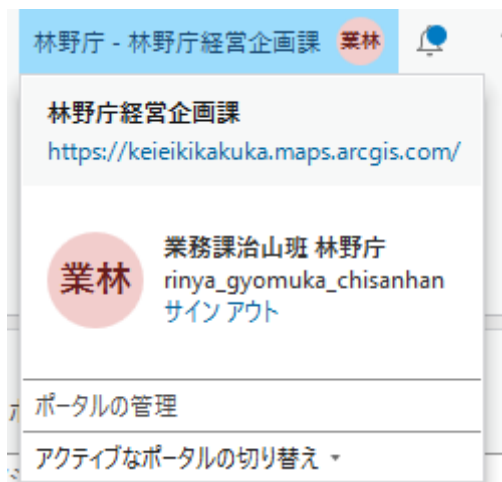 林野庁 - 林野庁経営企画課 業林
林野庁経営企画課
https://keieikikakuka.maps.arcgis.com/
業林
業務課治山班 林野庁
rinya_gyomuka_chisanhan
サイン アウト
ポータルの管理
アクティブなポータルの切り替え